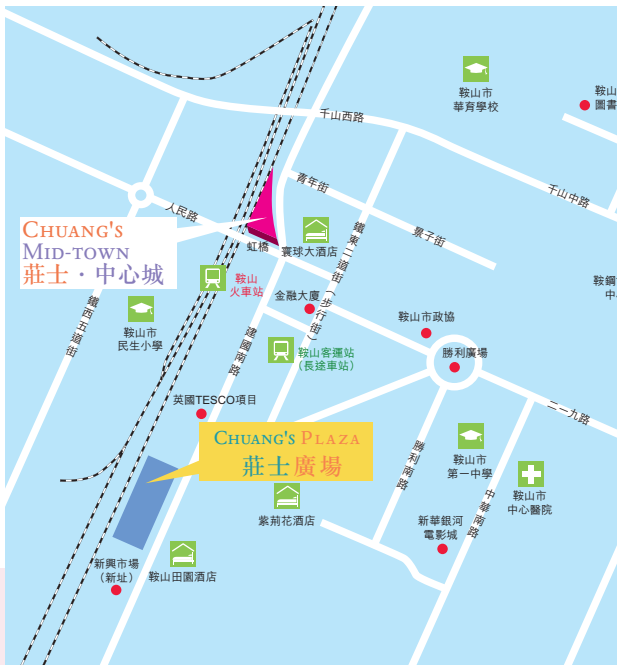 鞍山市
華育學校
鞍山
圖書
千山西路
千山中路
青年街
人民路
景子街
CHUANG'S
MID-TOWN
莊士·中心城
虹橋
寰球大酒店
鐵東二道街（步行街）
鞍山
火車站
金融大廈
鞍鋼
鐵西五道街
鞍山市
民生小學
建國南路
鞍山市政協
鞍山客運站
（長途車站）
勝利廣場
英國TESCO項目
二一九路
CHUANG'S PLAZA
莊士廣場
勝利南路
鞍山市
第一中學
中華南路
鞍山市
中心醫院
紫荊花酒店
新華銀河
電影城
新興市場
（新址）
鞍山田園酒店